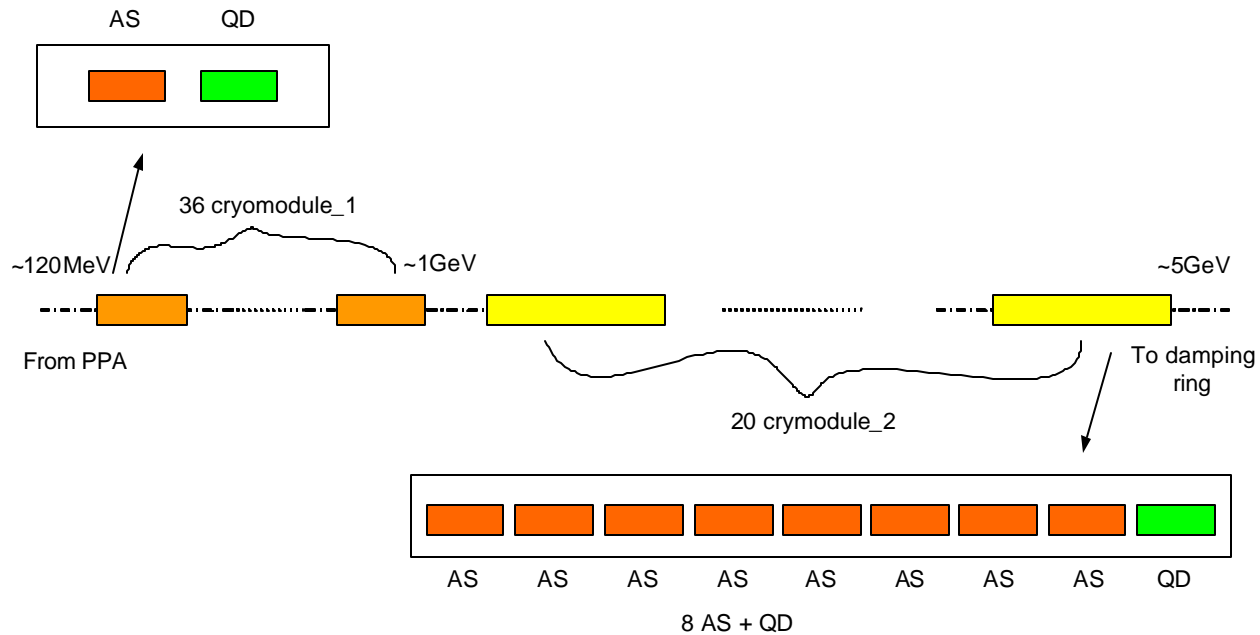 AS QD
36 cryomodule_1
~120MeV ~1GeV ~5GeV
From PPA
To damping
ring
20 crymodule_2
AS AS AS AS AS AS AS AS QD
8 AS + QD